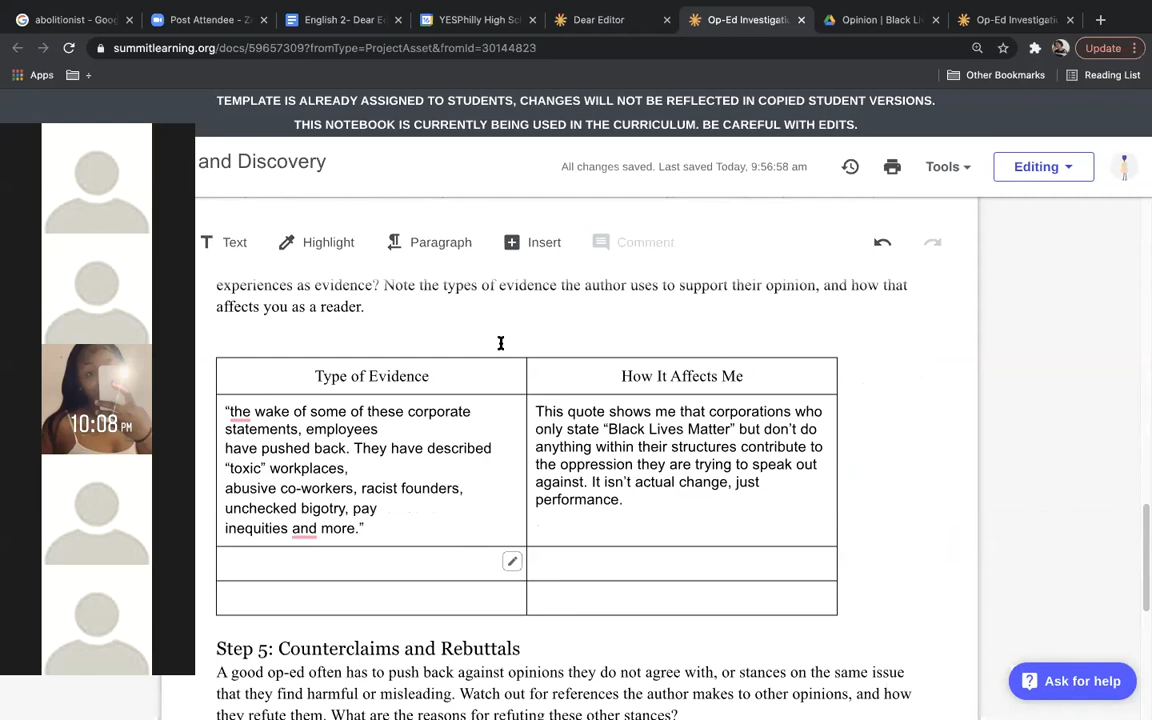 abolitionist - Goo
Post Attendee - Z
English 2- Dear E
YESPhilly High Sc
Dear Editor
Op-Ed Investigati
Opinion | Black Li
Op-Ed Investigati
summitlearning.org/docs/59657309?fromType=ProjectAsset&fromId=30144823
Update
Apps
+
Other Bookmarks
Reading List
TEMPLATE IS ALREADY ASSIGNED TO STUDENTS, CHANGES WILL NOT BE REFLECTED IN COPIED STUDENT VERSIONS.
THIS NOTEBOOK IS CURRENTLY BEING USED IN THE CURRICULUM. BE CAREFUL WITH EDITS.
and Discovery
All changes saved. Last saved Today, 9:56:58 am
Tools
Editing
Text
Highlight
Paragraph
Insert
Comment
experiences as evidence? Note the types of evidence the author uses to support their opinion, and how that
affects you as a reader.
Type of Evidence
How It Affects Me
“the wake of some of these corporate
statements, employees
have pushed back. They have described
“toxic” workplaces,
abusive co-workers, racist founders,
unchecked bigotry, pay
inequities and more.”
This quote shows me that corporations who
only state “Black Lives Matter” but don’t do
anything within their structures contribute to
the oppression they are trying to speak out
against. It isn’t actual change, just
performance.
10:08 PM
Step 5: Counterclaims and Rebuttals
A good op-ed often has to push back against opinions they do not agree with, or stances on the same issue
that they find harmful or misleading. Watch out for references the author makes to other opinions, and how
they refute them. What are the reasons for refuting these other stances?
Ask for help